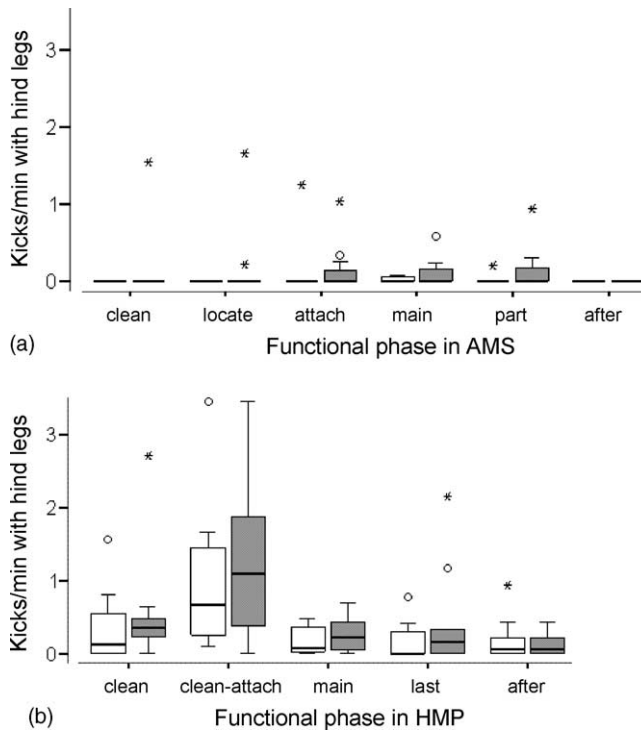 Kicks/min with hind legs
3
2
1
0
clean locate attach main part after
(a) Functional phase in AMS
Kicks/min with hind legs
3
2
1
0
clean clean-attach main last after
(b) Functional phase in HMP